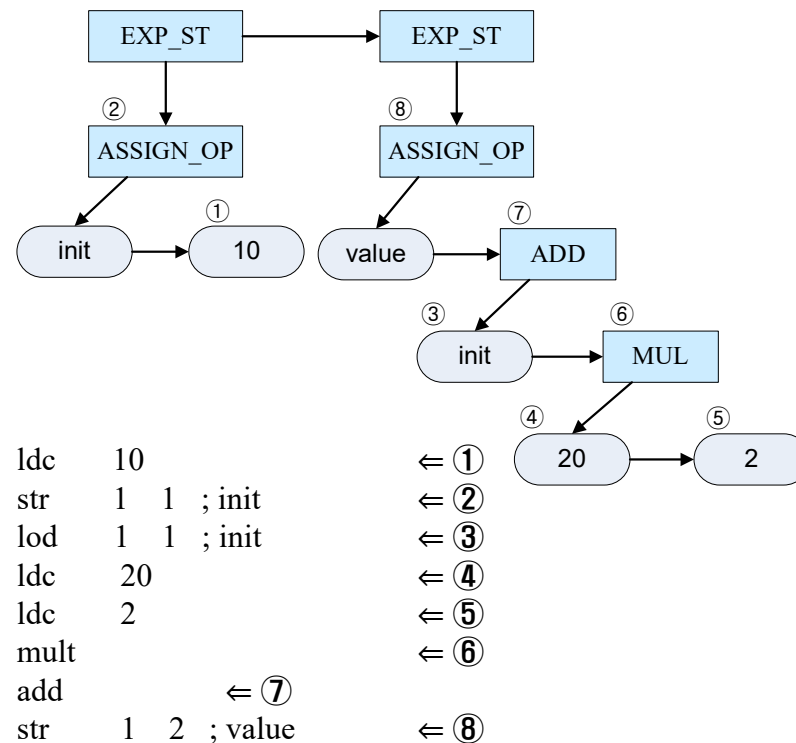 EXP_ST EXP_ST
② ⑧
ASSIGN_OP ASSIGN_OP
① ⑦
init 10 value ADD
③ ⑥
init MUL
④ ⑤
20 2
ldc 10 ⇐ ①
str 1 1 ; init ⇐ ②
lod 1 1 ; init ⇐ ③
ldc 20 ⇐ ④
ldc 2 ⇐ ⑤
mult ⇐ ⑥
add ⇐ ⑦
str 1 2 ; value ⇐ ⑧